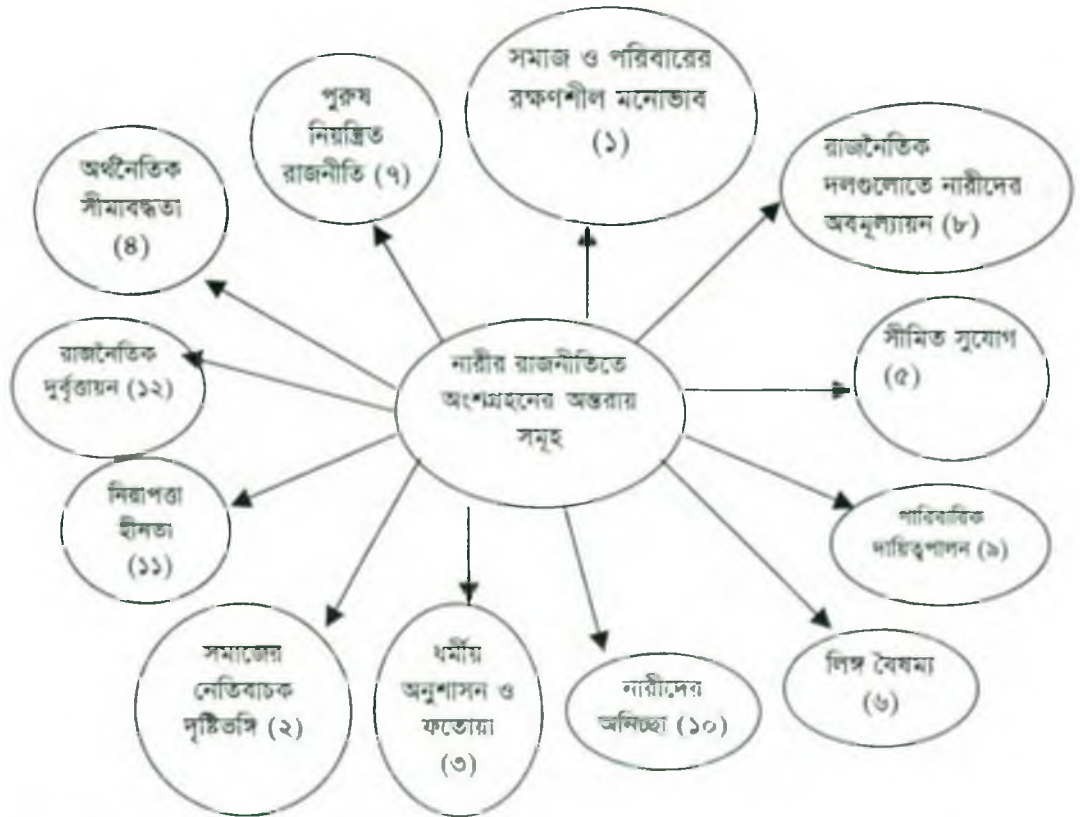 সমাজ ও পরিবারের
রক্ষণশীল মনোভাব
(১)
পুরুষ
নিয়ন্ত্রিত
রাজনীতি (৭)
রাজনৈতিক
দলগুলোতে নারীদের
অবমূল্যায়ন (৮)
অর্থনৈতিক
সীমাবদ্ধতা
(৪)
সীমিত সুযোগ
(৫)
রাজনৈতিক
দুর্বৃত্তায়ন (১২)
নারীর রাজনীতিতে
অংশগ্রহনের অন্তরায়
সমূহ
নিরাপত্তা
হীনতা
(১১)
পারিবারিক
দায়িত্বপালন (৯)
সমাজের
নেতিবাচক
দৃষ্টিভঙ্গি (২)
ধর্মীয়
অনুশাসন ও
ফতোয়া
(৩)
নারীদের
অনিচ্ছা (১০)
লিঙ্গ বৈষম্য
(৬)